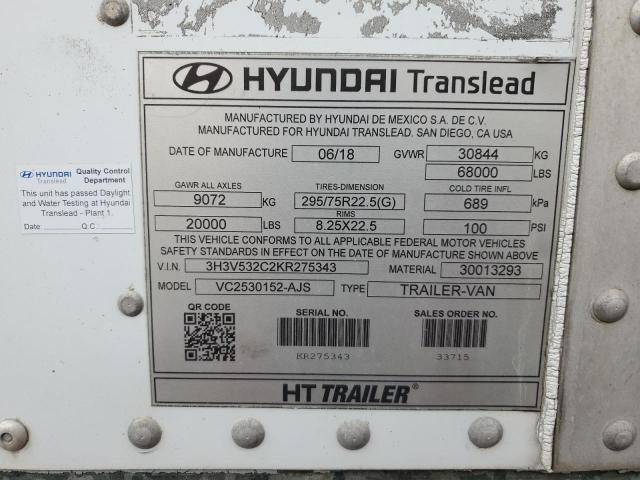 HYUNDAI Translead
MANUFACTURED BY HYUNDAI DE MEXICO S.A. DE C.V.
MANUFACTURED FOR HYUNDAI TRANSLEAD. SAN DIEGO, CA USA
DATE OF MANUFACTURE 06/18 GVWR 30844 KG
68000 LBS
GAWR ALL AXLES TIRES-DIMENSION COLD TIRE INFL
9072 KG 295/75R22.5(G) 689 kPa
RIMS
20000 LBS 8.25X22.5 100 PSI
THIS VEHICLE CONFORMS TO ALL APPLICABLE FEDERAL MOTOR VEHICLES
SAFETY STANDARDS IN EFFECT ON THE DATE OF MANUFACTURE SHOWN ABOVE
V.I.N. 3H3V532C2KR275343 MATERIAL 30013293
MODEL VC2530152-AJS TYPE TRAILER-VAN
QR CODE SERIAL NO. SALES ORDER NO.
KR275343 33715
HT TRAILER®
HYUNDAI Translead Quality Control Department
This unit has passed Daylight
and Water Testing at Hyundai
Translead - Plant 1.
Date: Q.C: